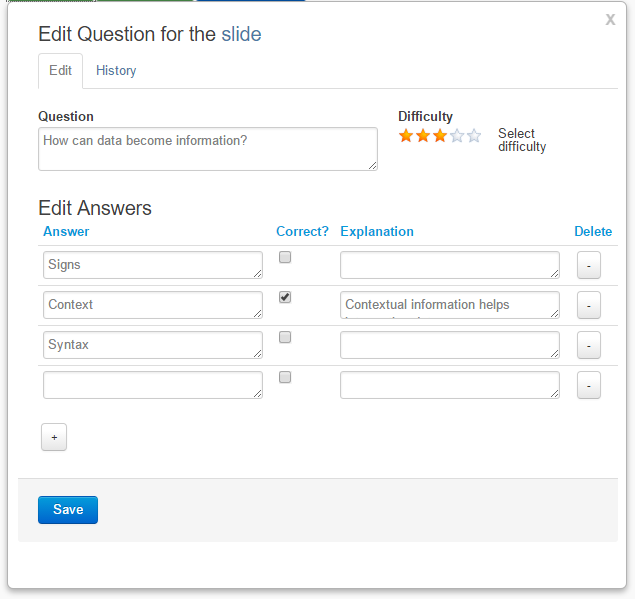 x
Edit Question for the slide
Edit History
Question Difficulty
How can data become information?
Select
difficulty
Edit Answers
Answer Correct? Explanation Delete
Signs -
Context Contextual information helps -
Syntax -
-
+
Save